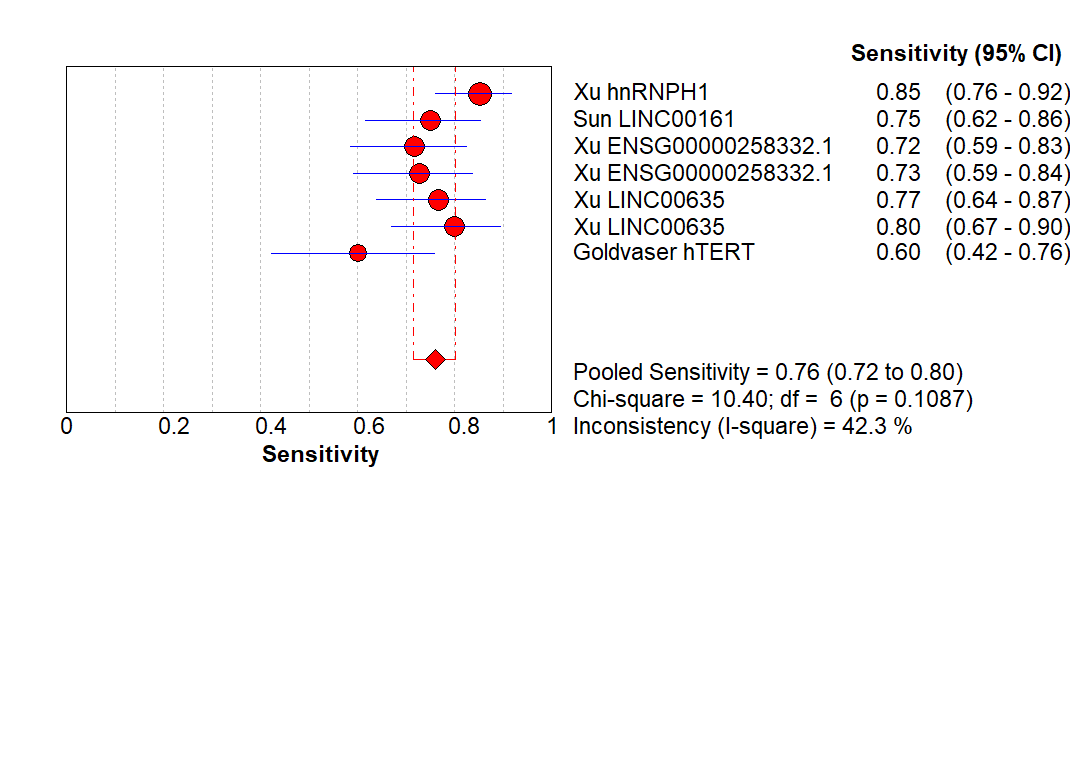 Sensitivity (95% CI)
Xu hnRNPH1 0.85 (0.76 - 0.92)
Sun LINC00161 0.75 (0.62 - 0.86)
Xu ENSG00000258332.1 0.72 (0.59 - 0.83)
Xu ENSG00000258332.1 0.73 (0.59 - 0.84)
Xu LINC00635 0.77 (0.64 - 0.87)
Xu LINC00635 0.80 (0.67 - 0.90)
Goldvaser hTERT 0.60 (0.42 - 0.76)
Pooled Sensitivity = 0.76 (0.72 to 0.80)
Chi-square = 10.40; df = 6 (p = 0.1087)
Inconsistency (I-square) = 42.3 %
0 0.2 0.4 0.6 0.8 1
Sensitivity